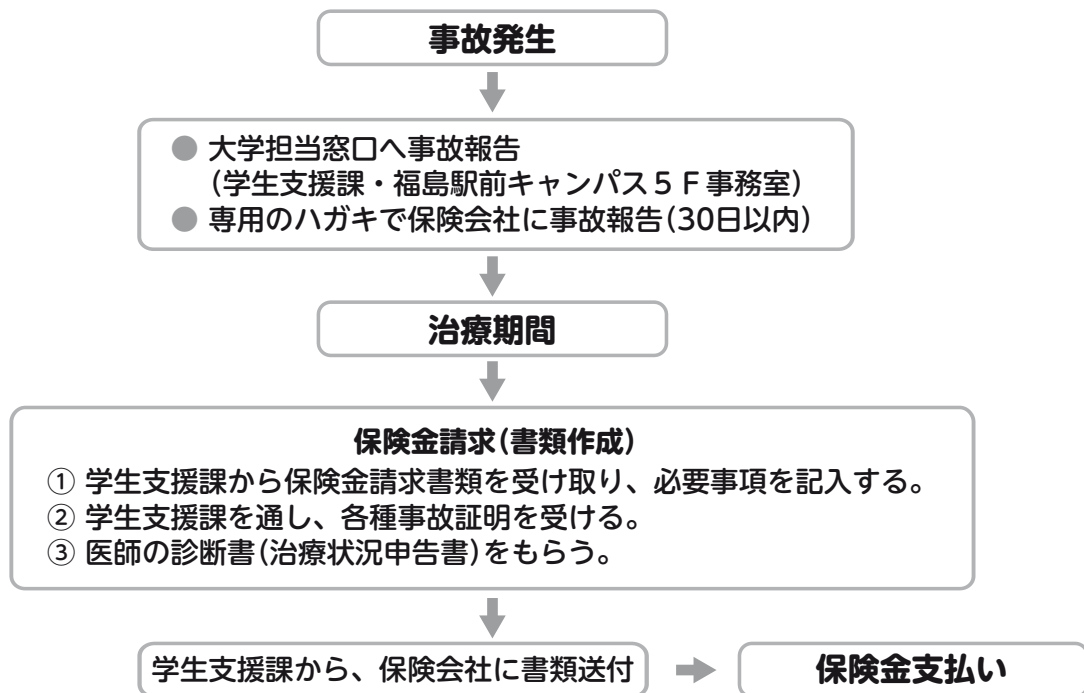 事故発生
● 大学担当窓口へ事故報告
(学生支援課・福島駅前キャンパス5F事務室)
● 専用のハガキで保険会社に事故報告(30日以内)
治療期間
保険金請求(書類作成)
① 学生支援課から保険金請求書類を受け取り、必要事項を記入する。
② 学生支援課を通し、各種事故証明を受ける。
③ 医師の診断書(治療状況申告書)をもらう。
学生支援課から、保険会社に書類送付
保険金支払い